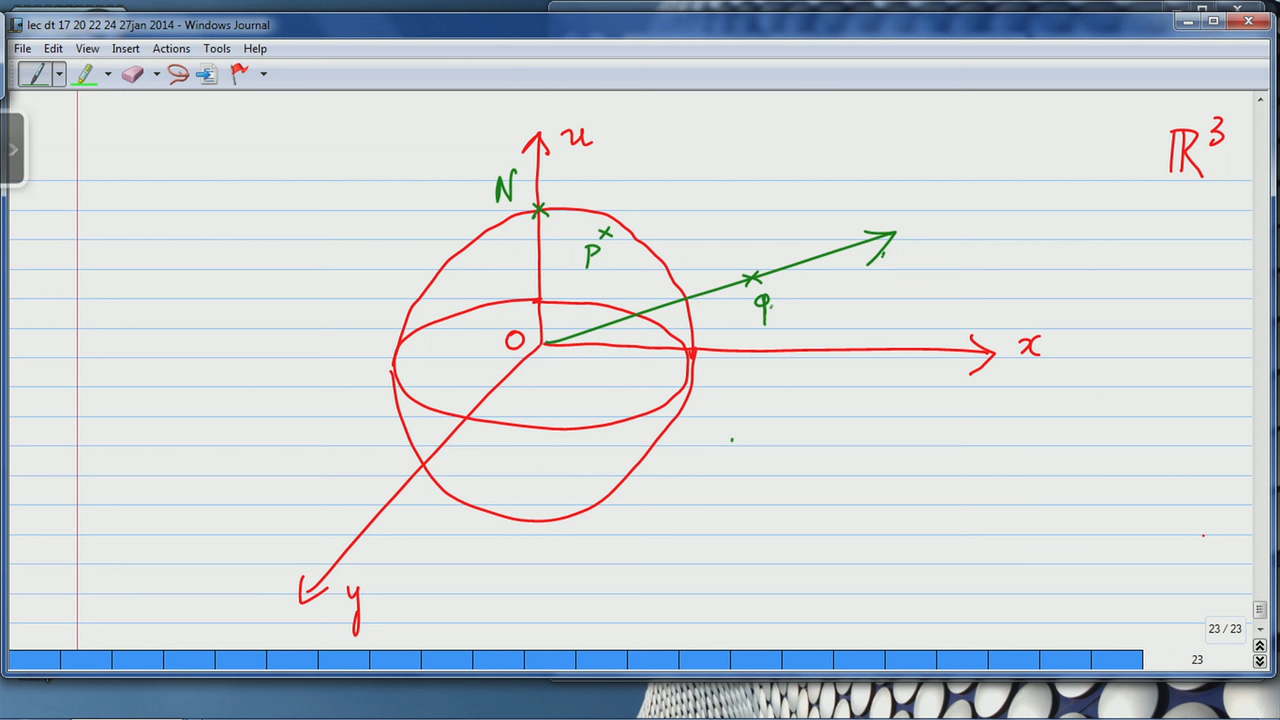 lec dt 17 20 22 24 27jan 2014 - Windows Journal
File Edit View Insert Actions Tools Help
u
ℝ³
N
P
φ
O
x
y
23 / 23
23